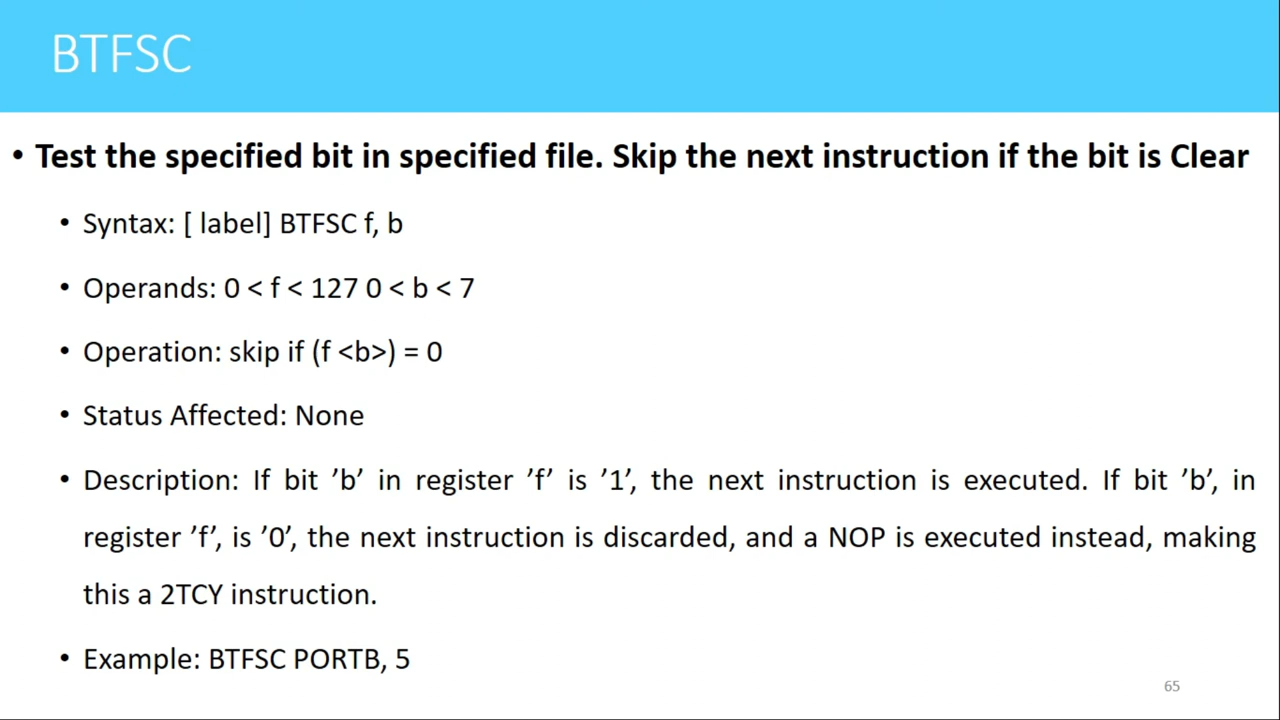 BTFSC
• Test the specified bit in specified file. Skip the next instruction if the bit is Clear
• Syntax: [ label] BTFSC f, b
• Operands: 0 < f < 127 0 < b < 7
• Operation: skip if (f <b>) = 0
• Status Affected: None
• Description: If bit ’b’ in register ’f’ is ’1’, the next instruction is executed. If bit ’b’, in
register ’f’, is ’0’, the next instruction is discarded, and a NOP is executed instead, making
this a 2TCY instruction.
• Example: BTFSC PORTB, 5
65